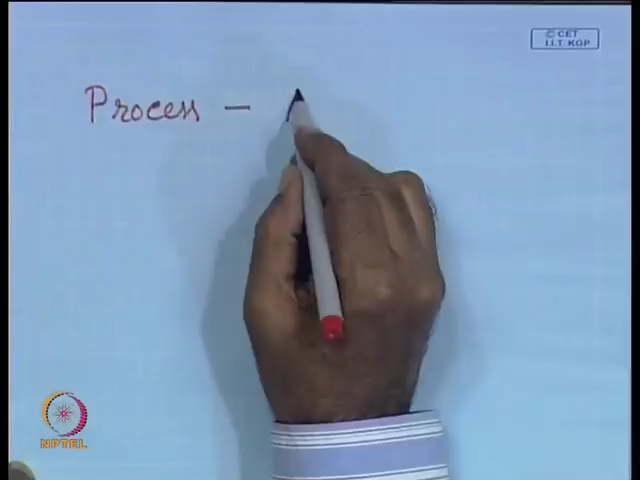 © CET
I.I.T. KGP
Process –
NPTEL